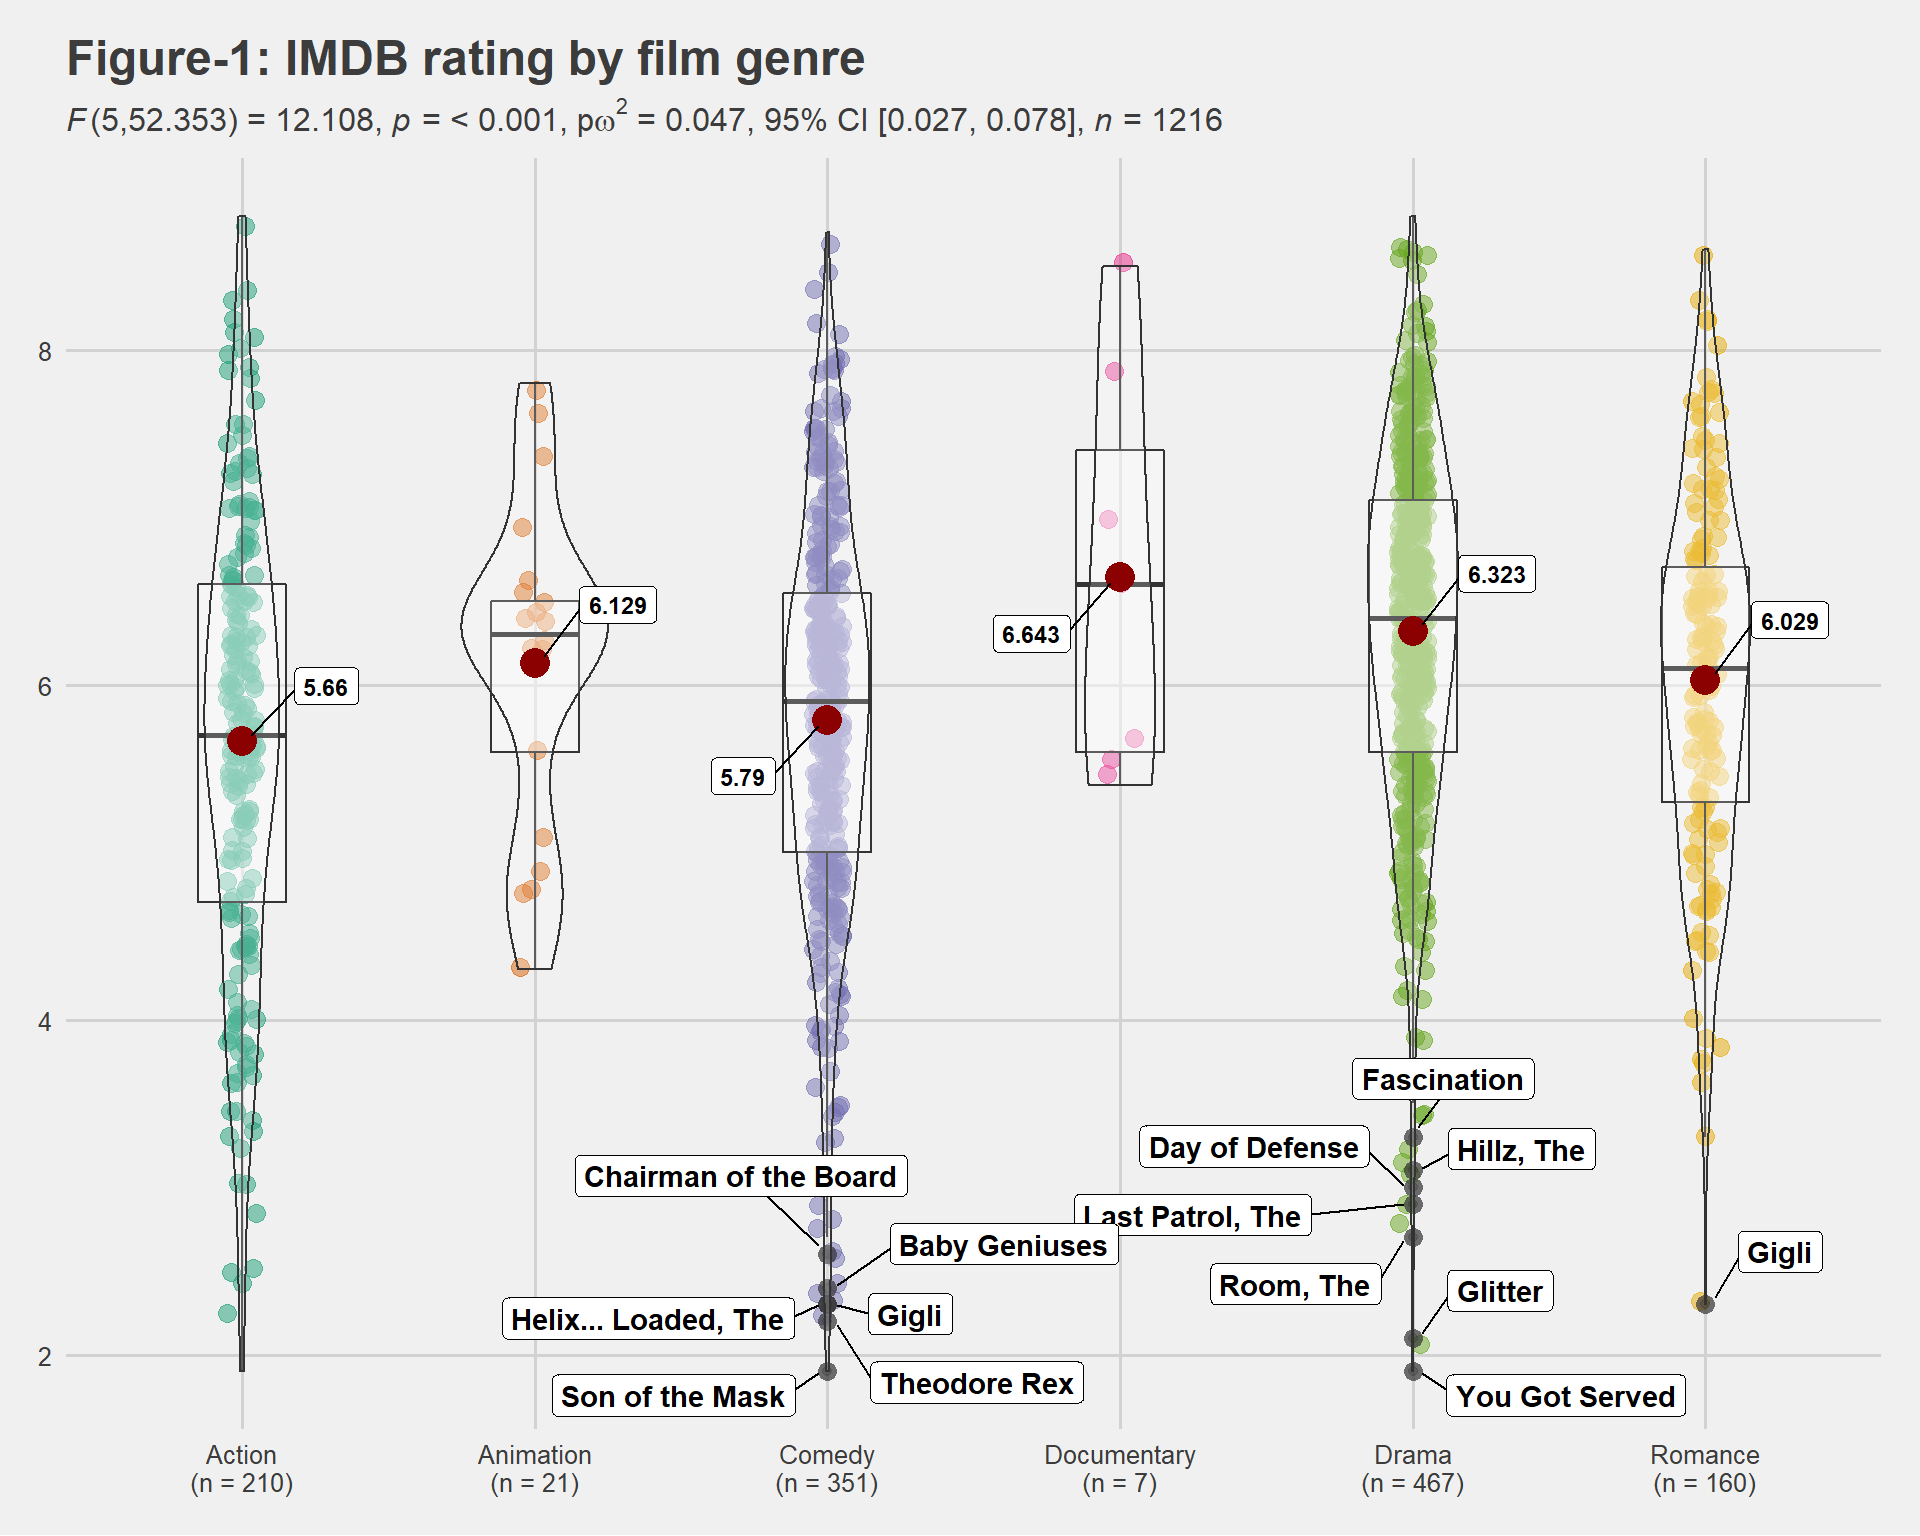 Figure-1: IMDB rating by film genre
F(5,52.353) = 12.108, p = < 0.001, pω² = 0.047, 95% CI [0.027, 0.078], n = 1216
8
6
4
2
6.323
6.129
6.029
6.643
5.66
5.79
Fascination
Day of Defense
Hillz, The
Chairman of the Board
Last Patrol, The
Baby Geniuses
Gigli
Room, The
Glitter
Helix... Loaded, The
Gigli
Theodore Rex
Son of the Mask
You Got Served
Action
(n = 210)
Animation
(n = 21)
Comedy
(n = 351)
Documentary
(n = 7)
Drama
(n = 467)
Romance
(n = 160)